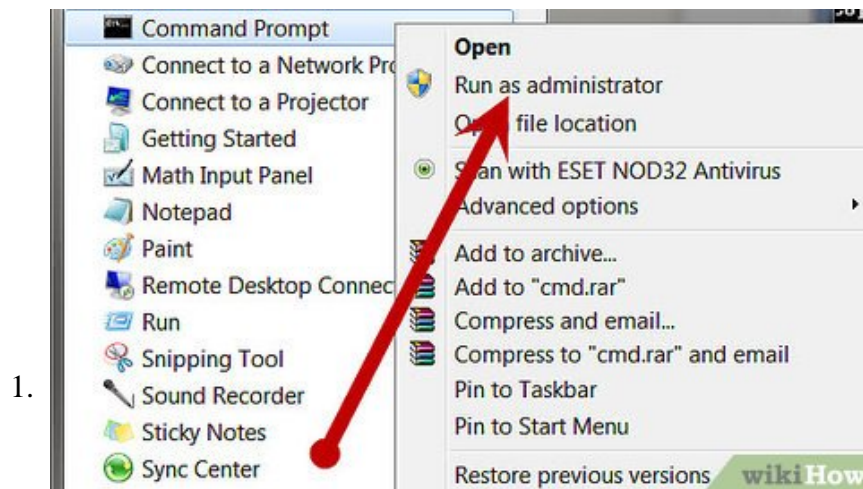 Command Prompt
Connect to a Network Pro
Connect to a Projector
Getting Started
Math Input Panel
Notepad
Paint
Remote Desktop Connec
Run
Snipping Tool
1.
Sound Recorder
Sticky Notes
Sync Center
Open
Run as administrator
Open file location
Scan with ESET NOD32 Antivirus
Advanced options
Add to archive...
Add to "cmd.rar"
Compress and email...
Compress to "cmd.rar" and email
Pin to Taskbar
Pin to Start Menu
Restore previous versions
wikiHow